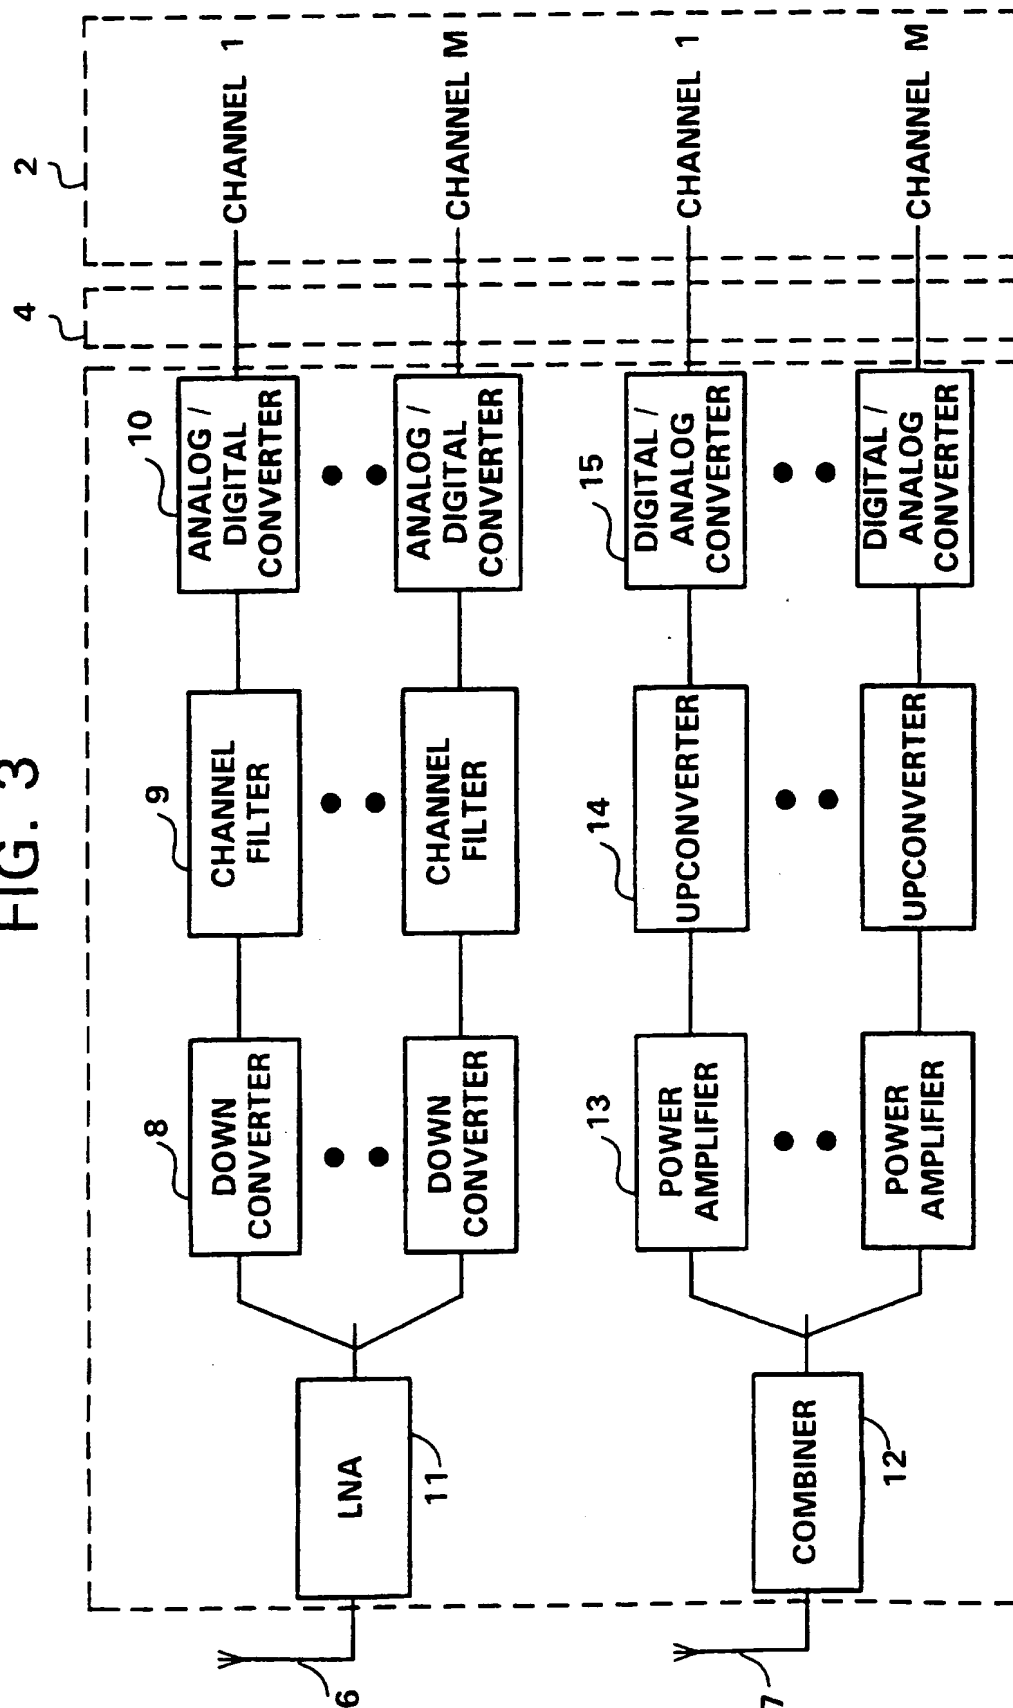 FIG. 3
4
2
8
9
10
DOWN
CONVERTER
CHANNEL
FILTER
ANALOG /
DIGITAL
CONVERTER
CHANNEL 1
6
LNA
11
DOWN
CONVERTER
CHANNEL
FILTER
ANALOG /
DIGITAL
CONVERTER
CHANNEL M
13
14
15
POWER
AMPLIFIER
UPCONVERTER
DIGITAL /
ANALOG
CONVERTER
CHANNEL 1
7
COMBINER
12
POWER
AMPLIFIER
UPCONVERTER
DIGITAL /
ANALOG
CONVERTER
CHANNEL M